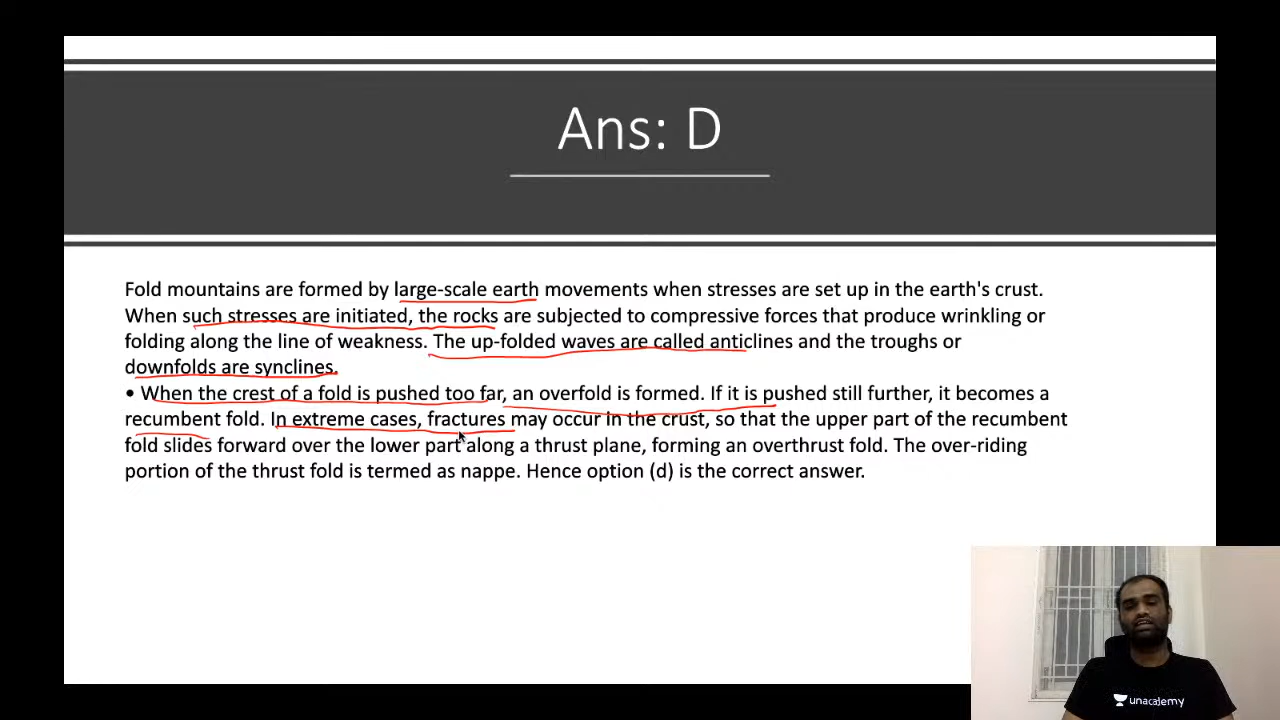 Ans: D
Fold mountains are formed by large-scale earth movements when stresses are set up in the earth's crust.
When such stresses are initiated, the rocks are subjected to compressive forces that produce wrinkling or
folding along the line of weakness. The up-folded waves are called anticlines and the troughs or
downfolds are synclines.
• When the crest of a fold is pushed too far, an overfold is formed. If it is pushed still further, it becomes a
recumbent fold. In extreme cases, fractures may occur in the crust, so that the upper part of the recumbent
fold slides forward over the lower part along a thrust plane, forming an overthrust fold. The over-riding
portion of the thrust fold is termed as nappe. Hence option (d) is the correct answer.
unacademy